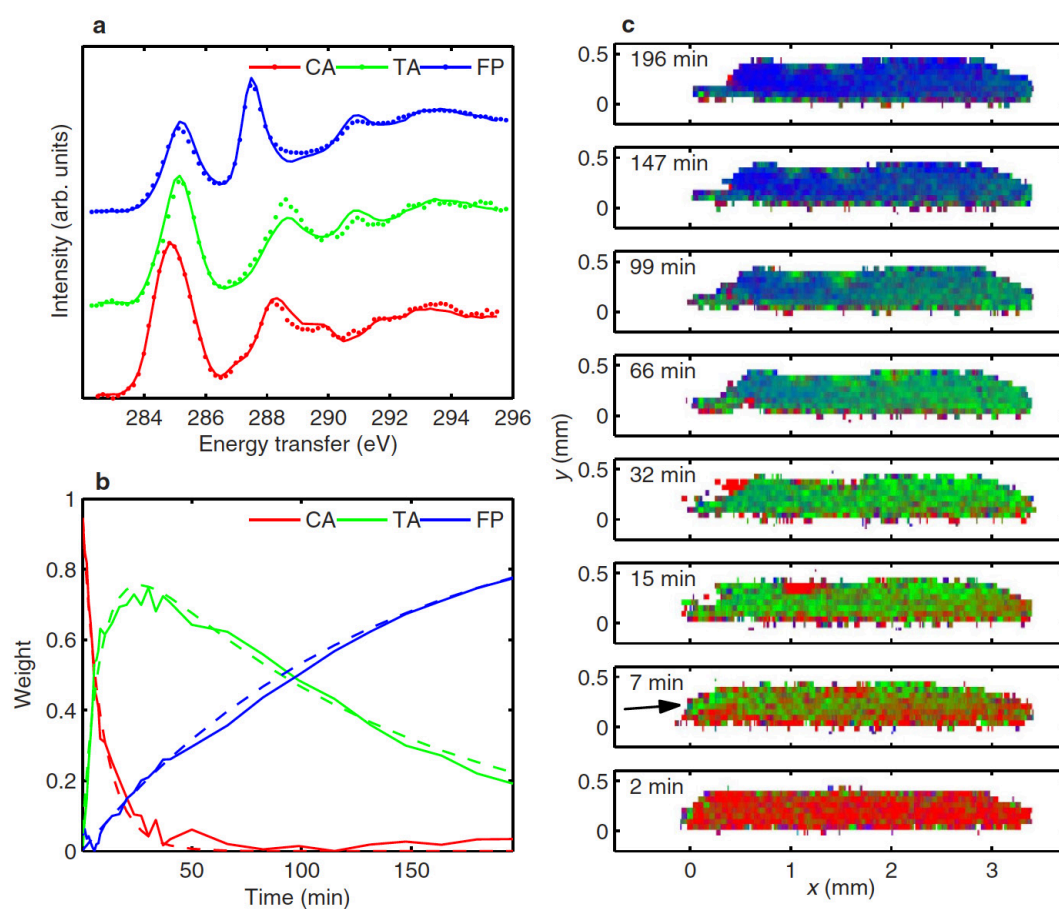 a
CA TA FP
Intensity (arb. units)
284 286 288 290 292 294 296
Energy transfer (eV)
b
CA TA FP
1
0.8
0.6
0.4
0.2
0
Weight
50 100 150
Time (min)
c
0.5
0
196 min
0.5
0
147 min
0.5
0
99 min
0.5
0
66 min
y (mm)
0.5
0
32 min
0.5
0
15 min
0.5
0
7 min
0.5
0
2 min
0 1 2 3
x (mm)